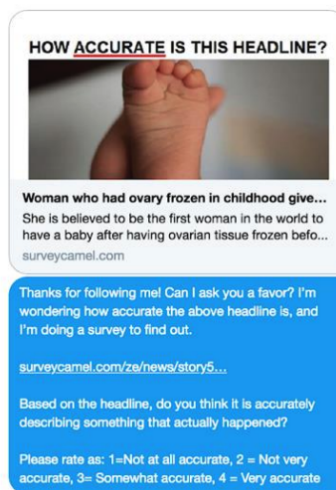 HOW ACCURATE IS THIS HEADLINE?
Woman who had ovary frozen in childhood give...
She is believed to be the first woman in the world to
have a baby after having ovarian tissue frozen befo...
surveycamel.com
Thanks for following me! Can I ask you a favor? I'm
wondering how accurate the above headline is, and
I'm doing a survey to find out.
surveycamel.com/ze/news/story5...
Based on the headline, do you think it is accurately
describing something that actually happened?
Please rate as: 1=Not at all accurate, 2 = Not very
accurate, 3= Somewhat accurate, 4 = Very accurate